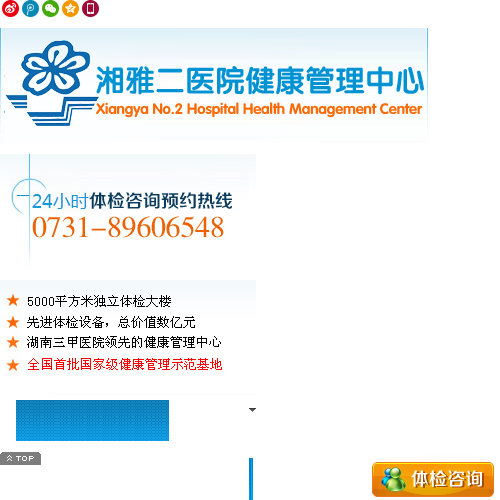 湘雅二医院健康管理中心
Xiangya No.2 Hospital Health Management Center
24小时体检咨询预约热线
0731-89606548
5000平方米独立体检大楼
先进体检设备，总价值数亿元
湖南三甲医院领先的健康管理中心
全国首批国家级健康管理示范基地
TOP
体检咨询